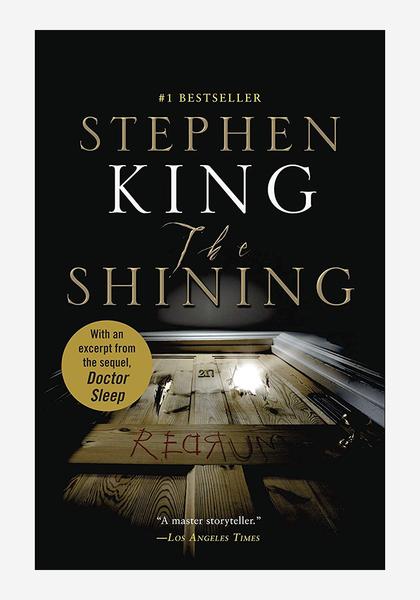 #1 BESTSELLER
STEPHEN
KING
The
SHINING
With an
excerpt from
the sequel,
Doctor
Sleep
217
REDRUM
“A master storyteller.”
—LOS ANGELES TIMES